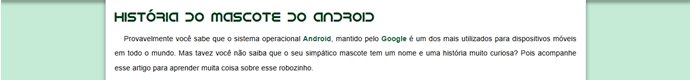 História do Mascote do Android
Provavelmente você sabe que o sistema operacional Android, mantido pelo Google é um dos mais utilizados para dispositivos móveis
em todo o mundo. Mas tavez você não saiba que o seu simpático mascote tem um nome e uma história muito curiosa? Pois acompanhe
esse artigo para aprender muita coisa sobre esse robozinho.